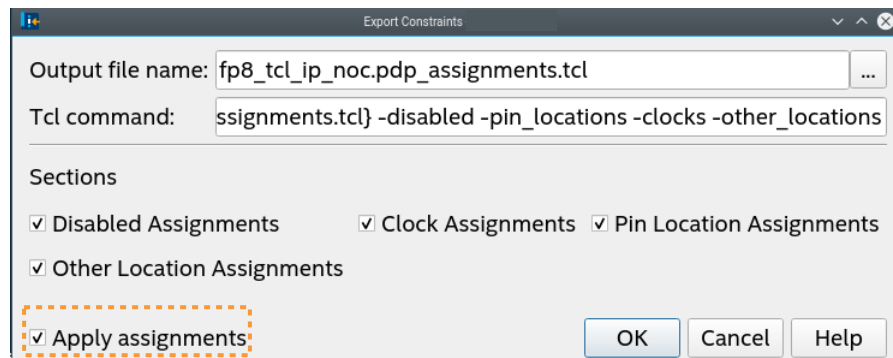 Export Constraints
Output file name: fp8_tcl_ip_noc.pdp_assignments.tcl ...
Tcl command: ssignments.tcl} -disabled -pin_locations -clocks -other_locations
Sections
Disabled Assignments Clock Assignments Pin Location Assignments
Other Location Assignments
Apply assignments OK Cancel Help